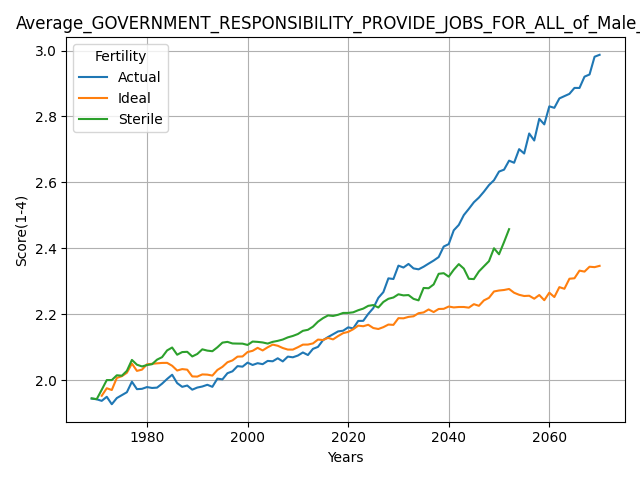 Average_GOVERNMENT_RESPONSIBILITY_PROVIDE_JOBS_FOR_ALL_of_Male_
Fertility
Actual
Ideal
Sterile
Score(1-4)
3.0
2.8
2.6
2.4
2.2
2.0
1980
2000
2020
2040
2060
Years